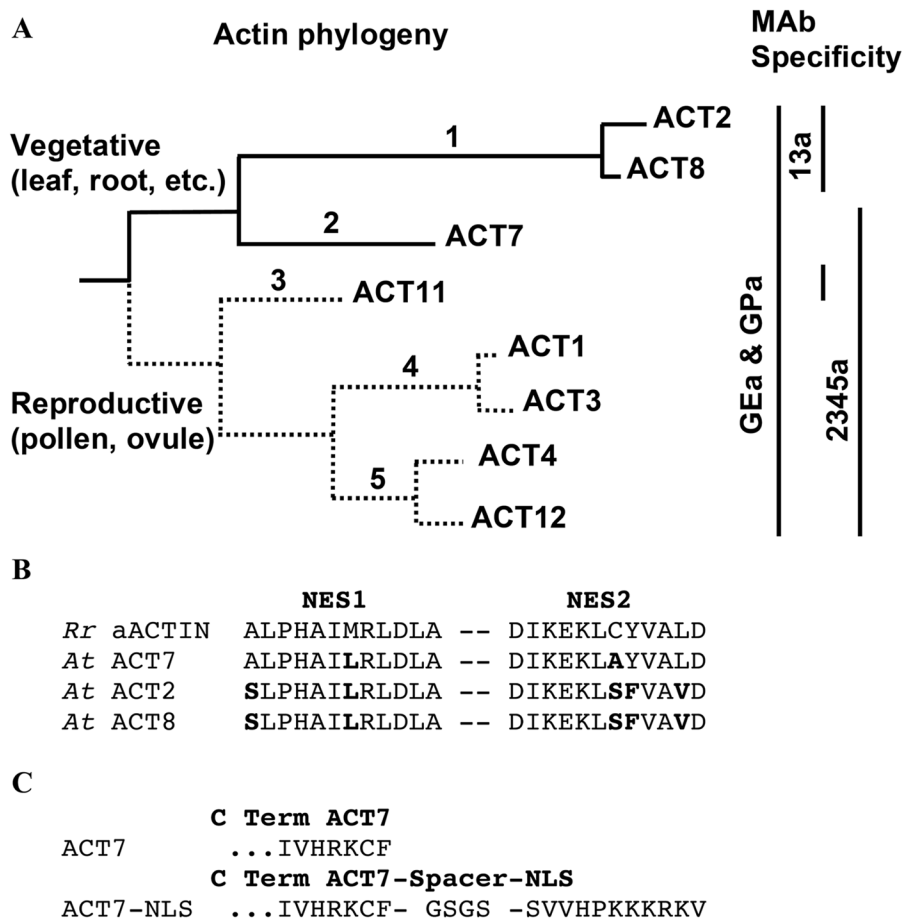 A
Actin phylogeny
MAb
Specificity
Vegetative
(leaf, root, etc.)
1
ACT2
ACT8
2
ACT7
3
ACT11
4
ACT1
ACT3
Reproductive
(pollen, ovule)
5
ACT4
ACT12
GEa & GPa
13a
2345a
B
NES1 NES2
Rr aACTIN ALPHAIMRLDLA -- DIKEKLCYVALD
At ACT7 ALPHAILRLDLA -- DIKEKLAYVALD
At ACT2 SLPHAILRLDLA -- DIKEKLSFVAVD
At ACT8 SLPHAILRLDLA -- DIKEKLSFVAVD
C
C Term ACT7
ACT7 ...IVHRKCF
C Term ACT7-Spacer-NLS
ACT7-NLS ...IVHRKCF- GSGS -SVVHPKKKRKV